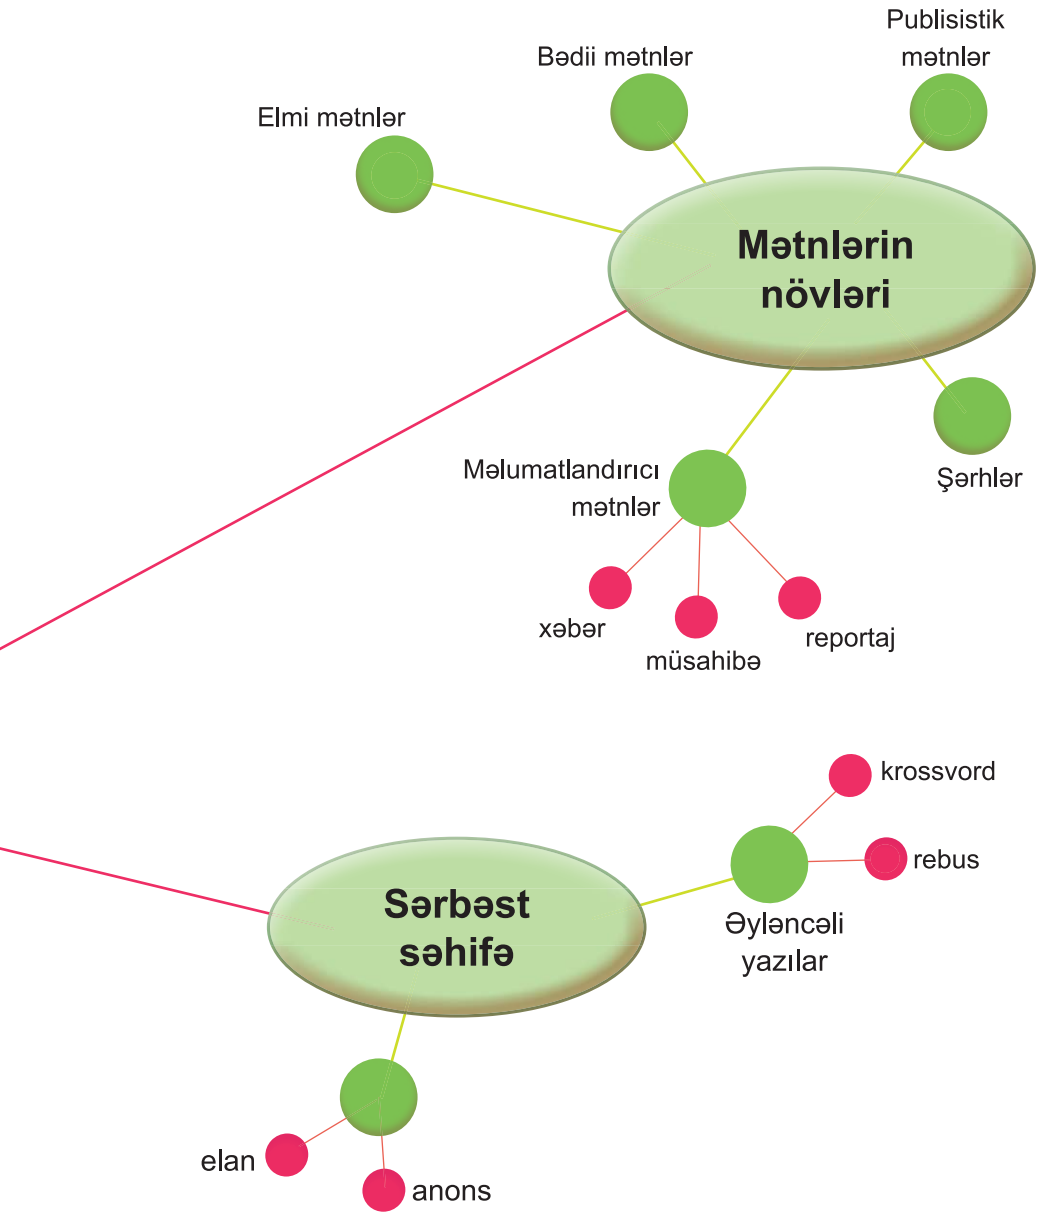 Publisistik
mətnlər
Bədii mətnlər
Elmi mətnlər
Mətnlərin
növləri
Məlumatlandırıcı
mətnlər
Şərhlər
xəbər
müsahibə
reportaj
krossvord
rebus
Sərbəst
səhifə
Əyləncəli
yazılar
elan
anons